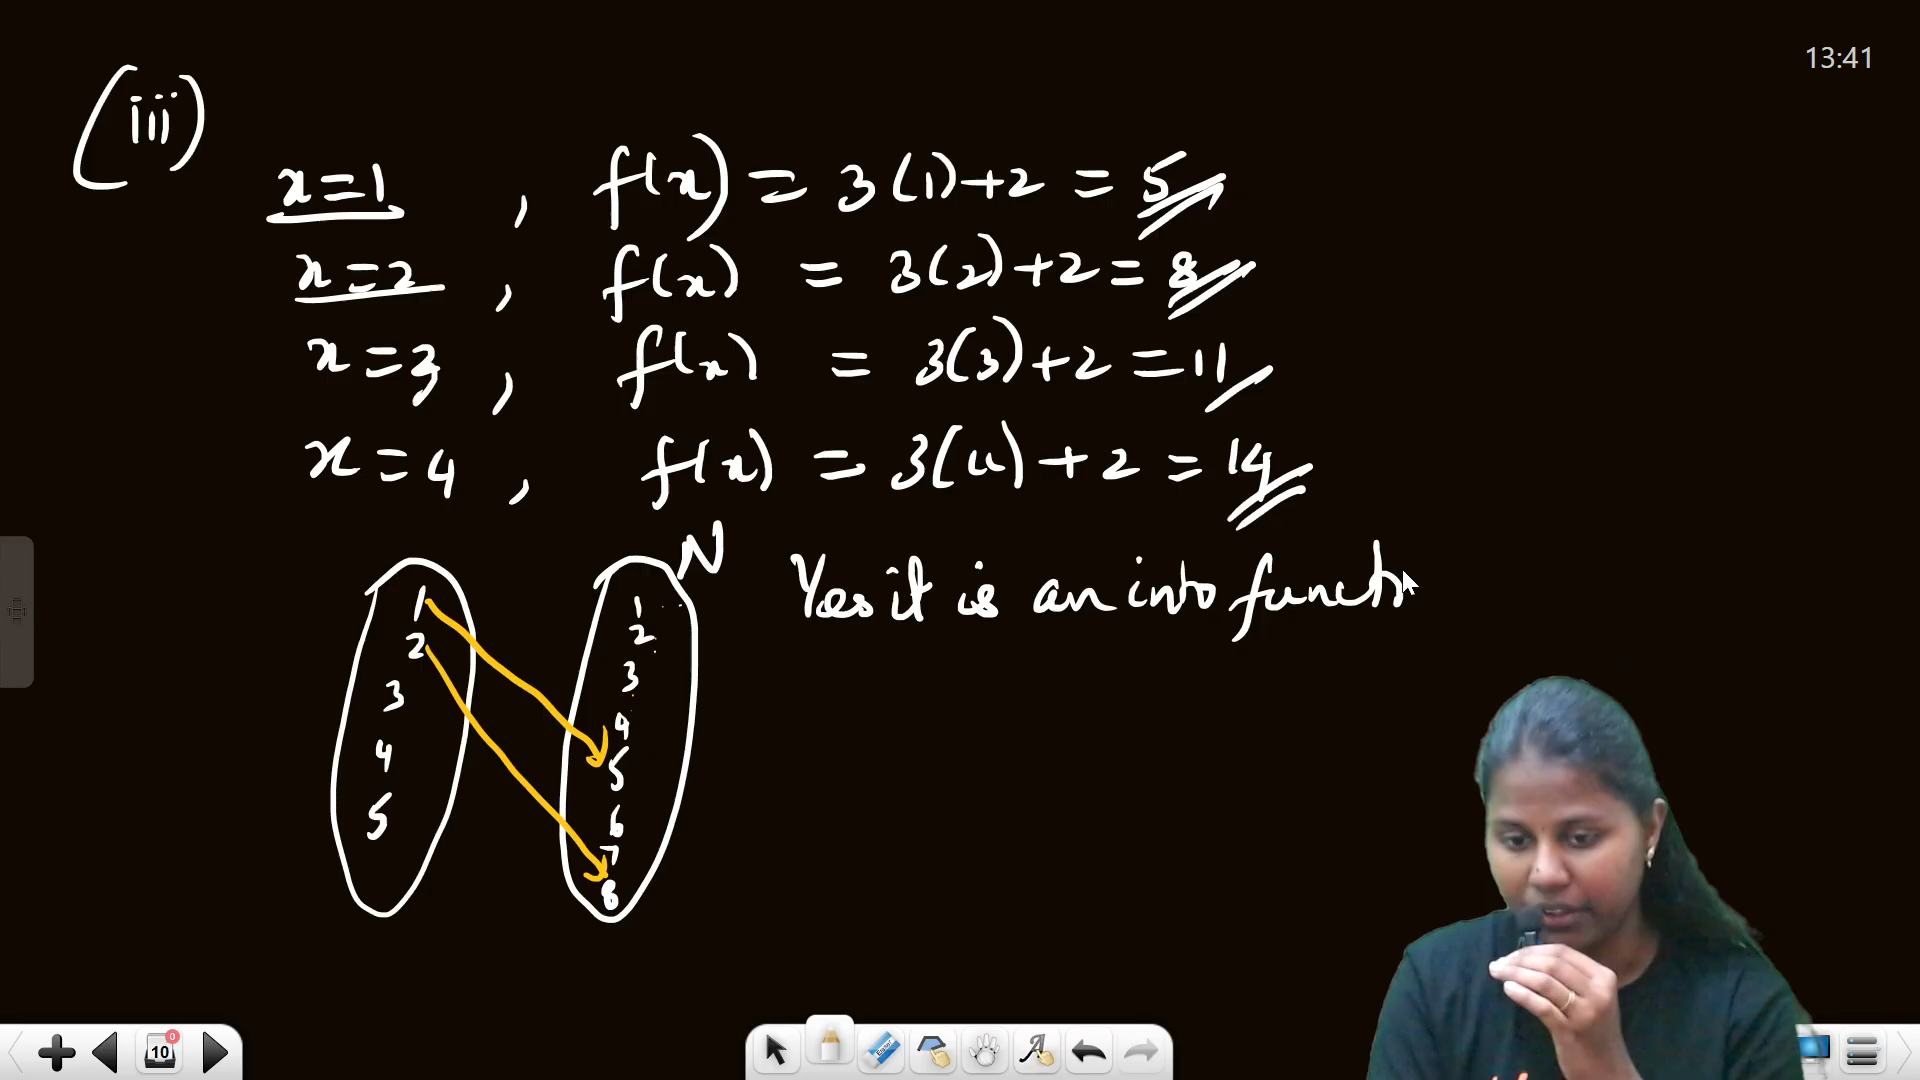 13:41
(iii)
x=1 , f(x) = 3(1)+2 = 5
x=2 , f(x) = 3(2)+2 = 8
x=3 , f(x) = 3(3)+2 = 11
x=4 , f(x) = 3(4)+2 = 14
N
Yes it is an into functi
1
2
3
4
5
1
2
3
4
5
6
7
8
10
0
Eraser
A